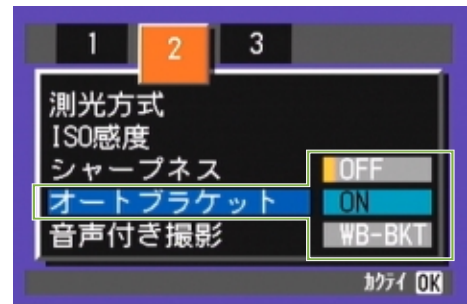 1 2 3
測光方式
ISO感度
シャープネス OFF
オートブラケット ON
音声付き撮影 WB-BKT
ｶｸﾃｲ OK